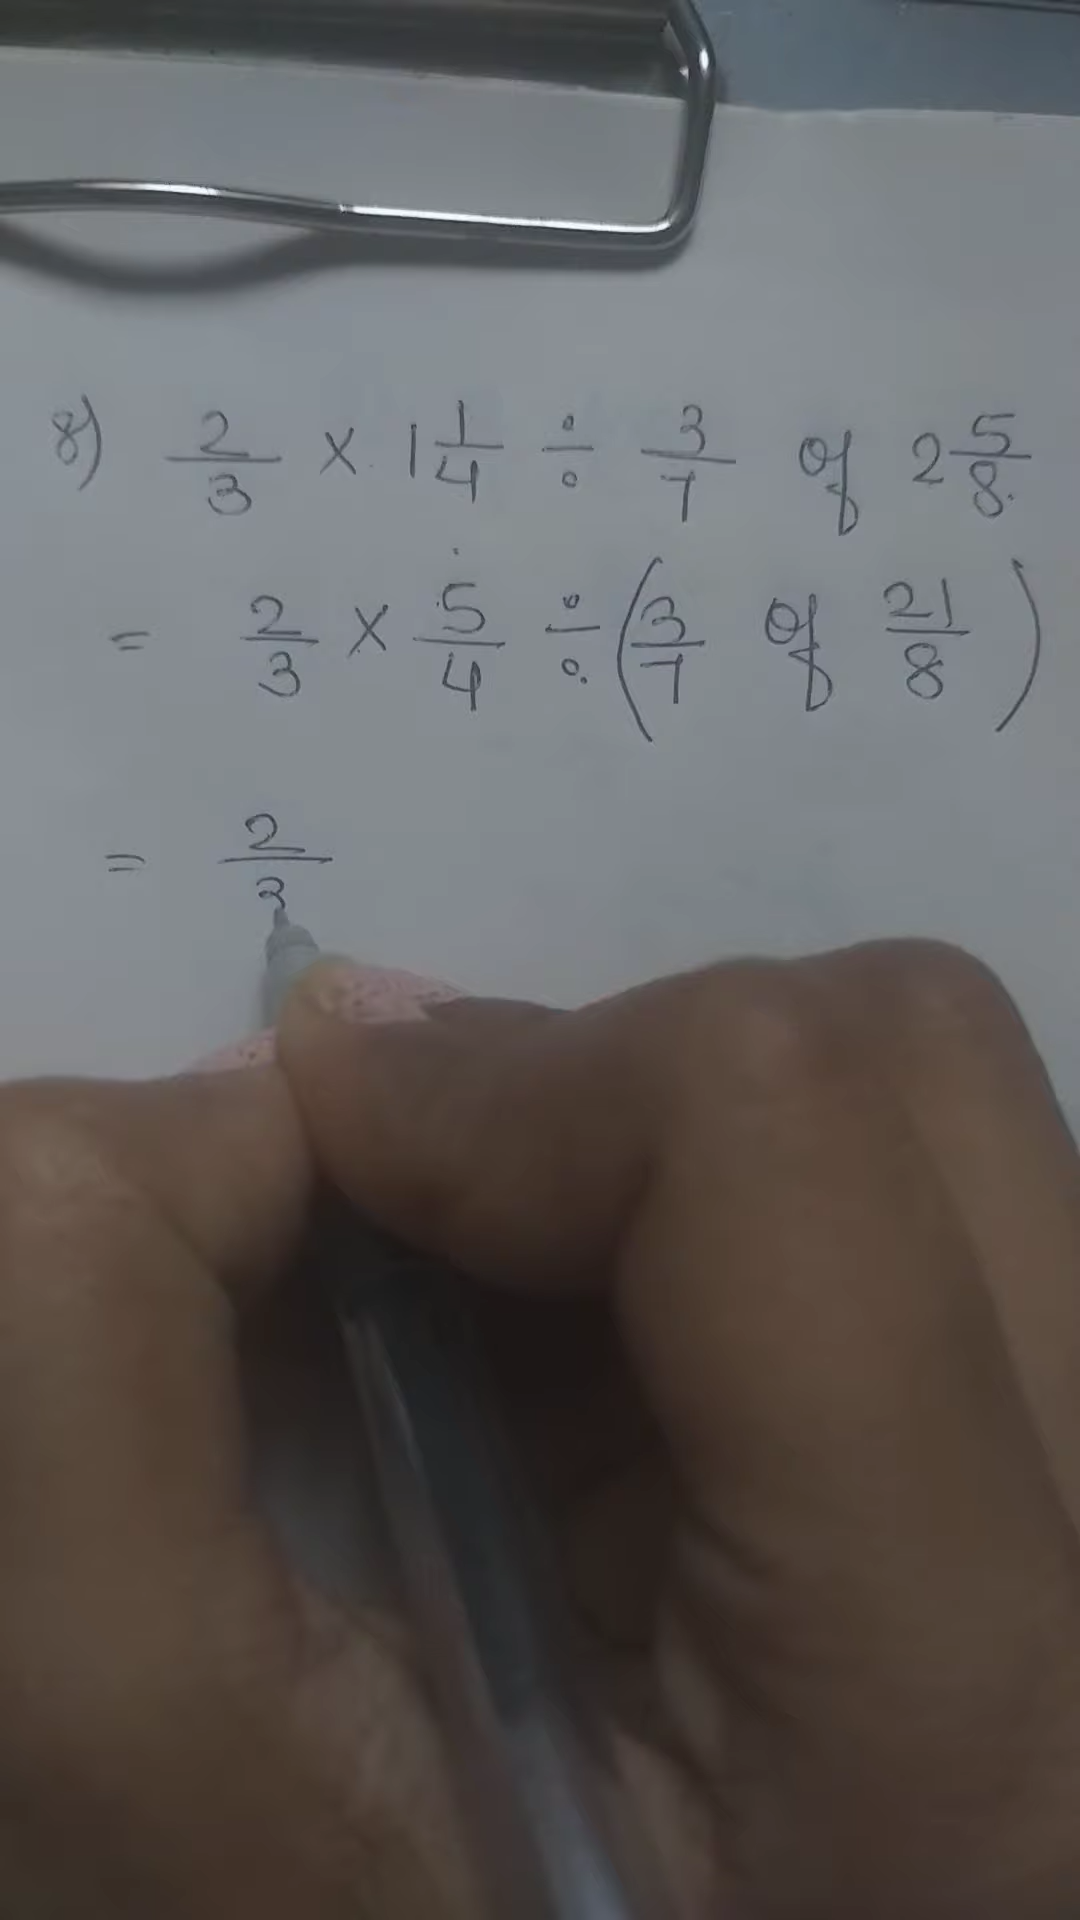 8) 2/3 × 1 1/4 ÷ 3/7 of 2 5/8
= 2/3 × 5/4 ÷ (3/7 of 21/8)
= 2/3